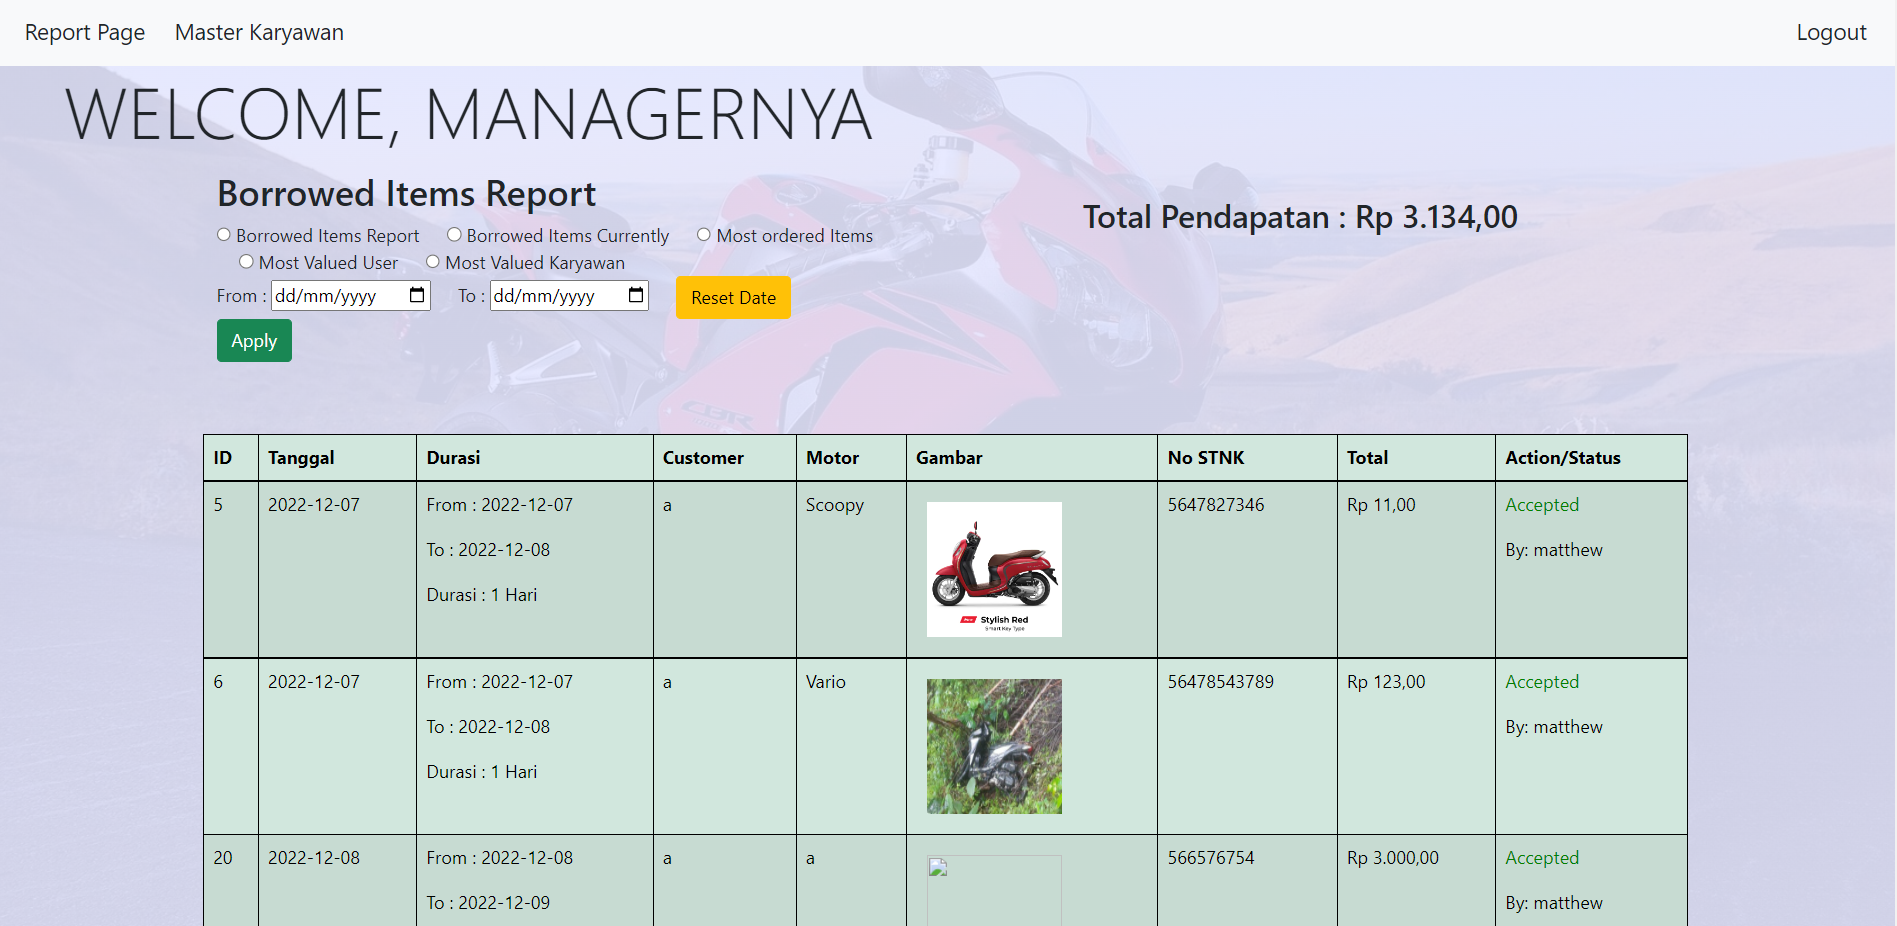 Report Page Master Karyawan Logout
WELCOME, MANAGERNYA
Borrowed Items Report
Total Pendapatan : Rp 3.134,00
Borrowed Items Report Borrowed Items Currently Most ordered Items
Most Valued User Most Valued Karyawan
From : dd/mm/yyyy To : dd/mm/yyyy Reset Date
Apply
CBR
ID Tanggal Durasi Customer Motor Gambar No STNK Total Action/Status
5 2022-12-07 From : 2022-12-07 a Scoopy 5647827346 Rp 11,00 Accepted
To : 2022-12-08 By: matthew
Durasi : 1 Hari
Stylish Red
Smart Key Type
6 2022-12-07 From : 2022-12-07 a Vario 56478543789 Rp 123,00 Accepted
To : 2022-12-08 By: matthew
Durasi : 1 Hari
20 2022-12-08 From : 2022-12-08 a a 566576754 Rp 3.000,00 Accepted
To : 2022-12-09 By: matthew